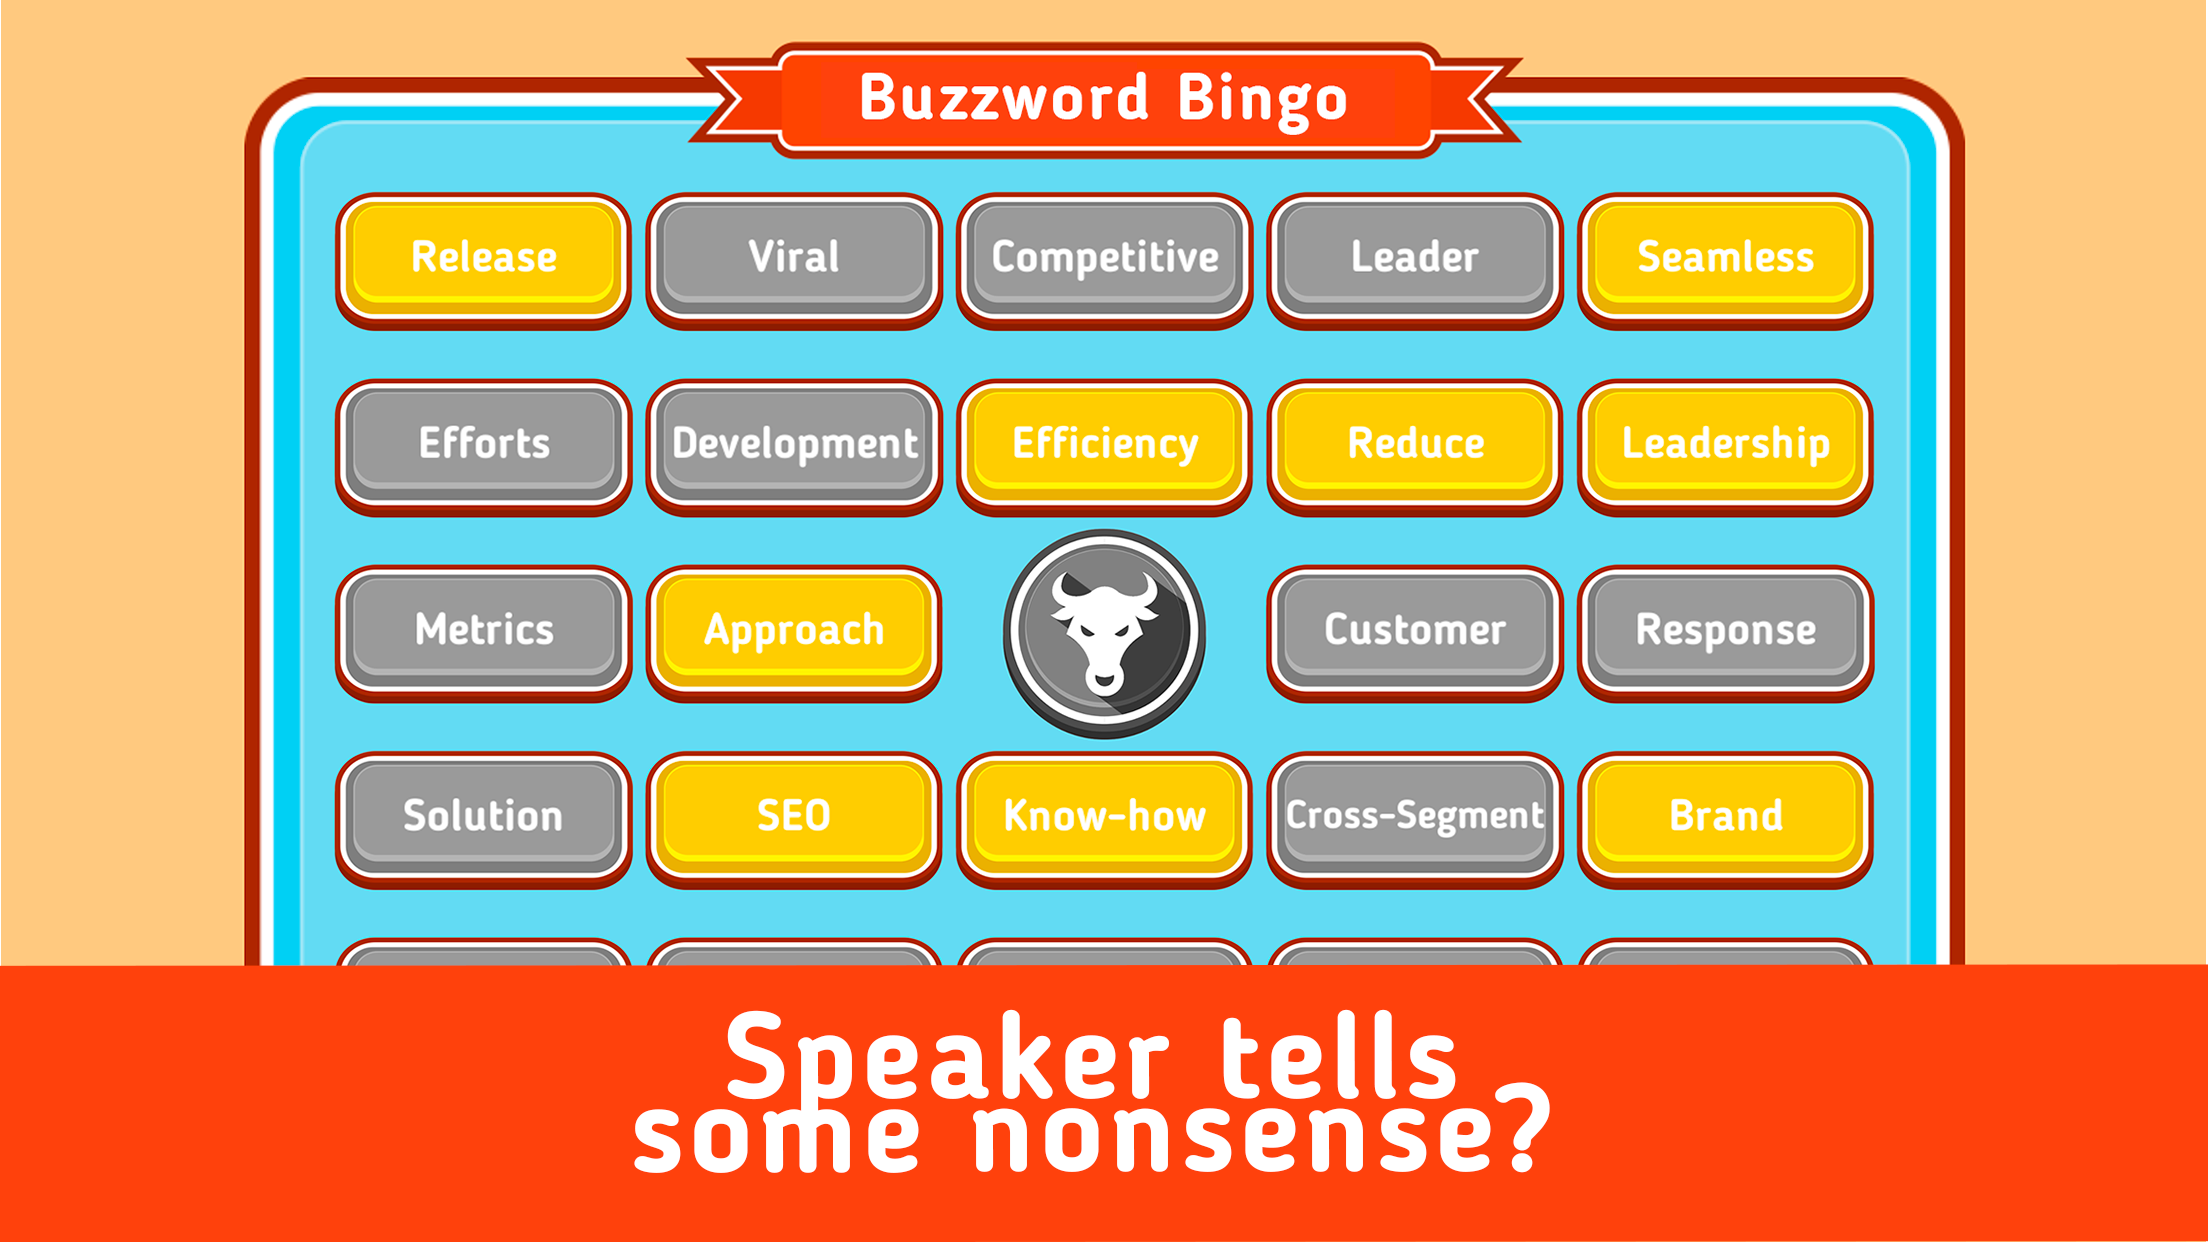 Buzzword Bingo
Release Viral Competitive Leader Seamless
Efforts Development Efficiency Reduce Leadership
Metrics Approach Customer Response
Solution SEO Know-how Cross-Segment Brand
Speaker tells
some nonsense?